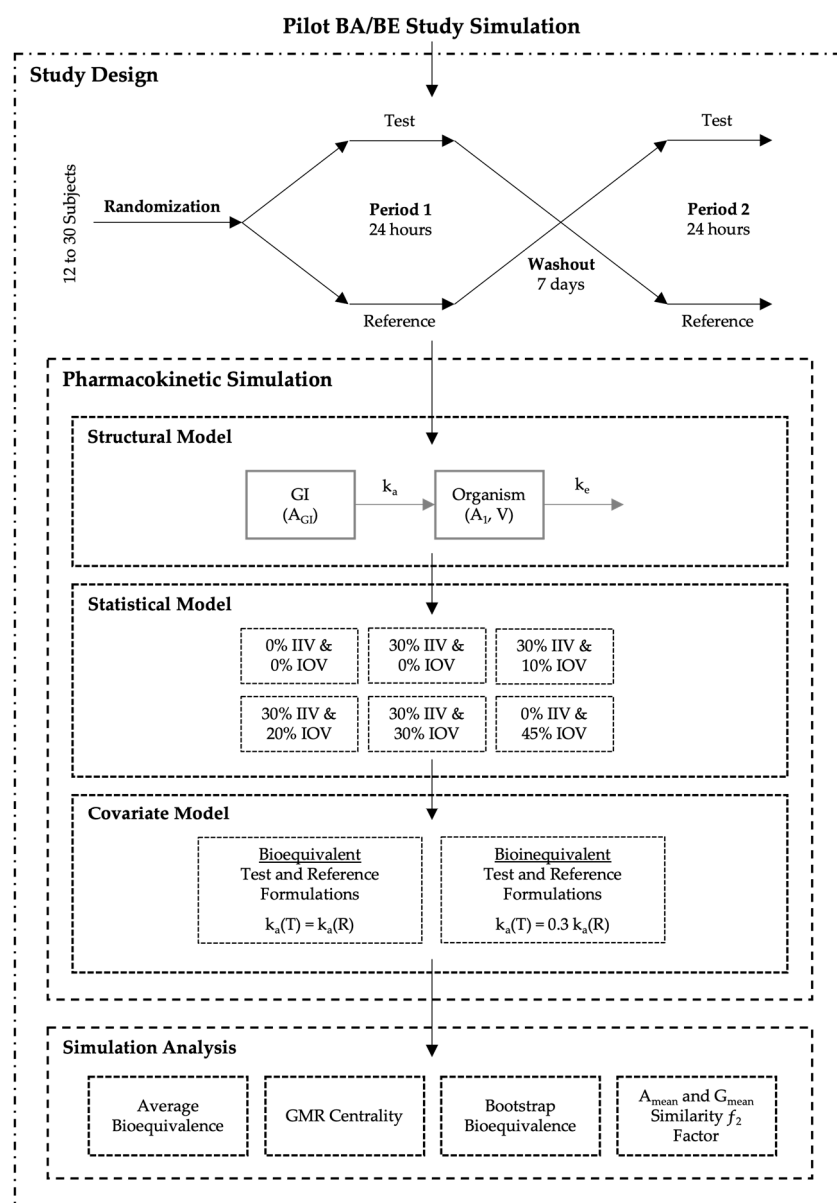 Pilot BA/BE Study Simulation
Study Design
12 to 30 Subjects
Randomization
Test
Period 1
24 hours
Reference
Washout
7 days
Test
Period 2
24 hours
Reference
Pharmacokinetic Simulation
Structural Model
GI
(A_GI)
k_a
Organism
(A_1, V)
k_e
Statistical Model
0% IIV &
0% IOV
30% IIV &
0% IOV
30% IIV &
10% IOV
30% IIV &
20% IOV
30% IIV &
30% IOV
0% IIV &
45% IOV
Covariate Model
Bioequivalent
Test and Reference
Formulations
k_a(T) = k_a(R)
Bioinequivalent
Test and Reference
Formulations
k_a(T) = 0.3 k_a(R)
Simulation Analysis
Average
Bioequivalence
GMR Centrality
Bootstrap
Bioequivalence
A_mean and G_mean
Similarity f_2
Factor